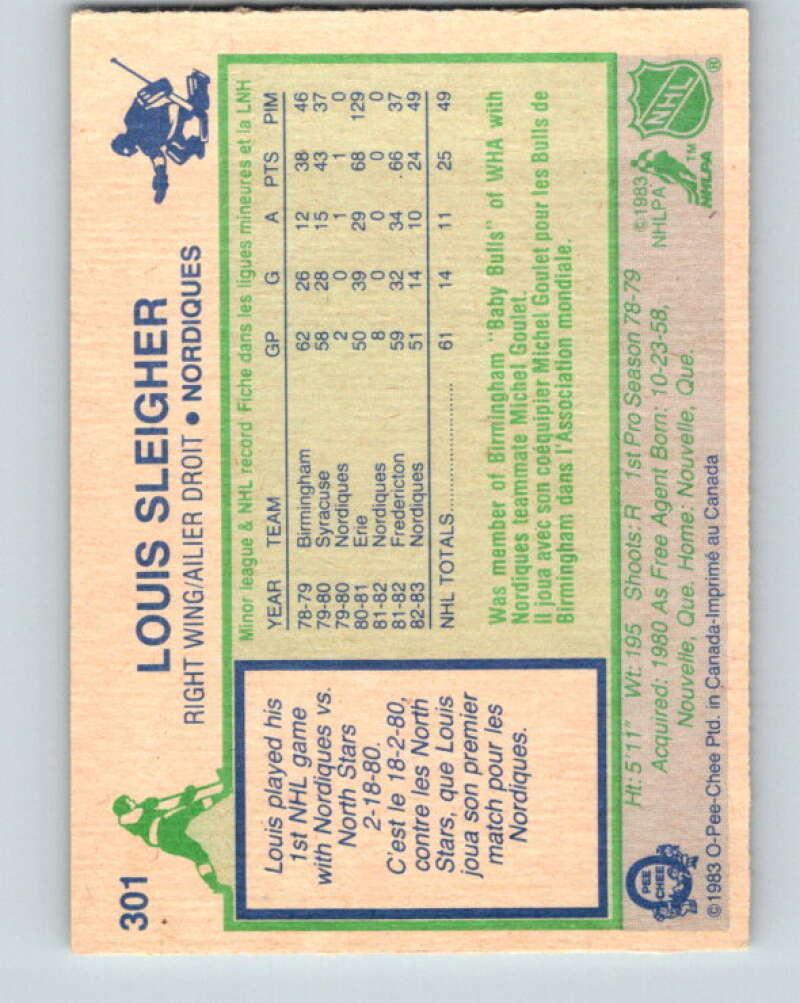 301
LOUIS SLEIGHER
RIGHT WING/AILIER DROIT • NORDIQUES
Louis played his
1st NHL game
with Nordiques vs.
North Stars
2-18-80.
C'est le 18-2-80,
contre les North
Stars, que Louis
joua son premier
match pour les
Nordiques.
Minor league & NHL record Fiche dans les ligues mineures et la LNH
YEAR TEAM GP G A PTS PIM
78-79 Birmingham 62 26 12 38 46
79-80 Syracuse 58 28 15 43 37
79-80 Nordiques 2 0 1 1 0
80-81 Erie 50 39 29 68 129
81-82 Nordiques 8 0 0 0 0
81-82 Fredericton 59 32 34 66 37
82-83 Nordiques 51 14 10 24 49
NHL TOTALS.................... 61 14 11 25 49
Was member of Birmingham "Baby Bulls" of WHA with
Nordiques teammate Michel Goulet.
Il joua avec son coéquipier Michel Goulet pour les Bulls de
Birmingham dans l'Association mondiale.
Ht: 5'11" Wt: 195 Shoots: R 1st Pro Season 78-79
Acquired: 1980 As Free Agent Born: 10-23-58,
Nouvelle, Que. Home: Nouvelle, Que.
©1983
NHLPA
NHLPA™
NHL®
O
PEE
CHEE
©1983 O-Pee-Chee Ptd. in Canada-Imprimé au Canada